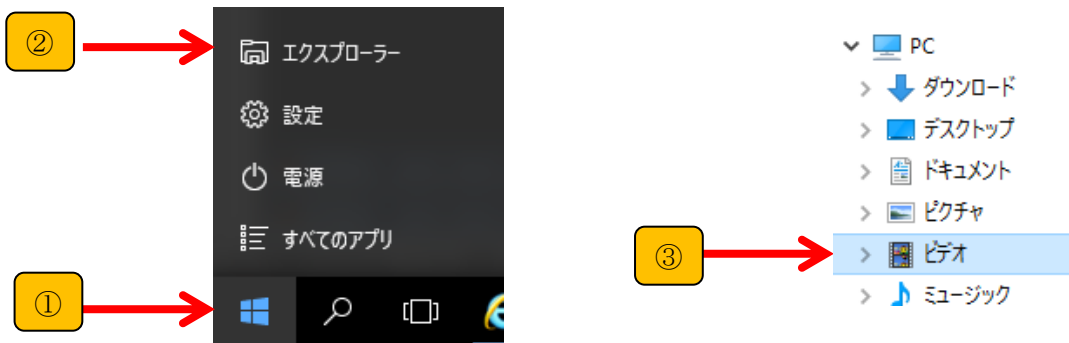 ②
エクスプローラー
設定
電源
すべてのアプリ
①
PC
ダウンロード
デスクトップ
ドキュメント
ピクチャ
③
ビデオ
ミュージック